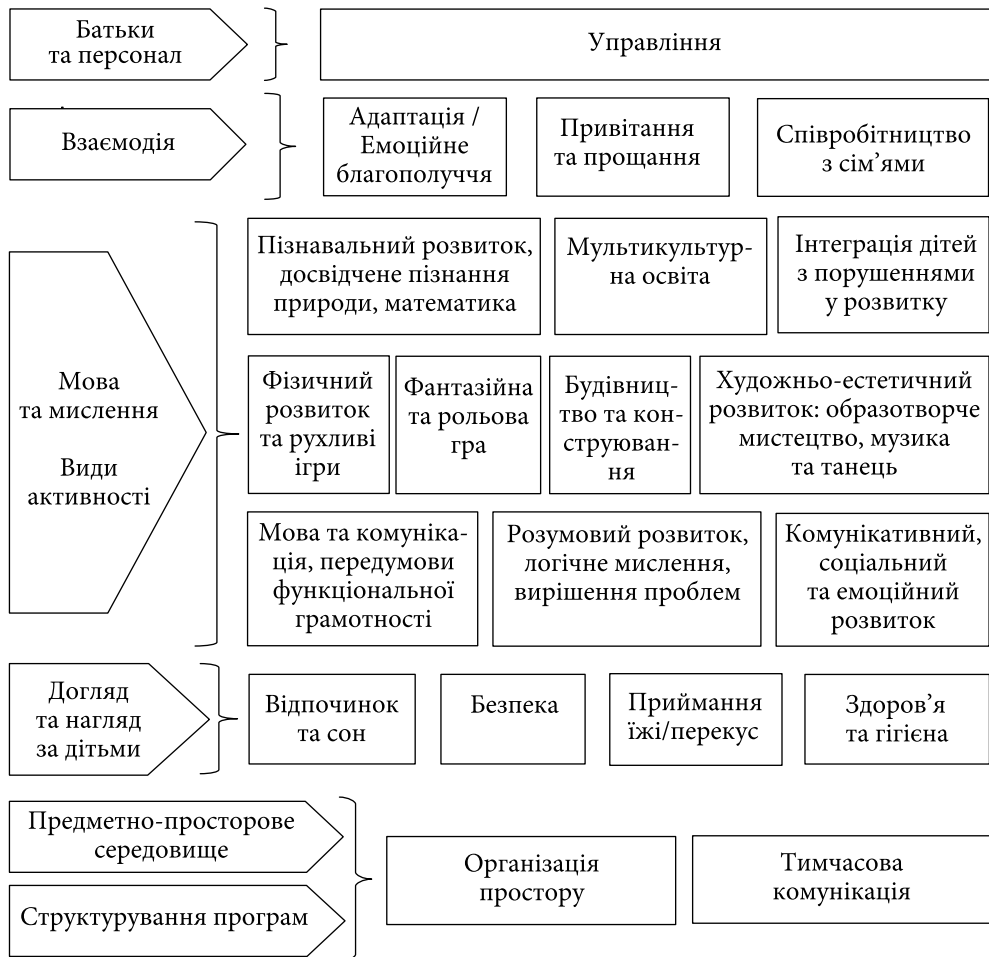 Батьки
та персонал
Управління
Взаємодія
Адаптація /
Емоційне
благополуччя
Привітання
та прощання
Співробітництво
з сім’ями
Мова
та мислення
Види
активності
Пізнавальний розвиток,
досвідчене пізнання
природи, математика
Мультикультур-
на освіта
Інтеграція дітей
з порушеннями
у розвитку
Фізичний
розвиток
та рухливі
ігри
Фантазійна
та рольова
гра
Будівниц-
тво та кон-
струюван-
ня
Художньо-естетичний
розвиток: образотворче
мистецтво, музика
та танець
Мова та комуніка-
ція, передумови
функціональної
грамотності
Розумовий розвиток,
логічне мислення,
вирішення проблем
Комунікативний,
соціальний
та емоційний
розвиток
Догляд
та нагляд
за дітьми
Відпочинок
та сон
Безпека
Приймання
їжі/перекус
Здоров’я
та гігієна
Предметно-просторове
середовище
Структурування програм
Організація
простору
Тимчасова
комунікація